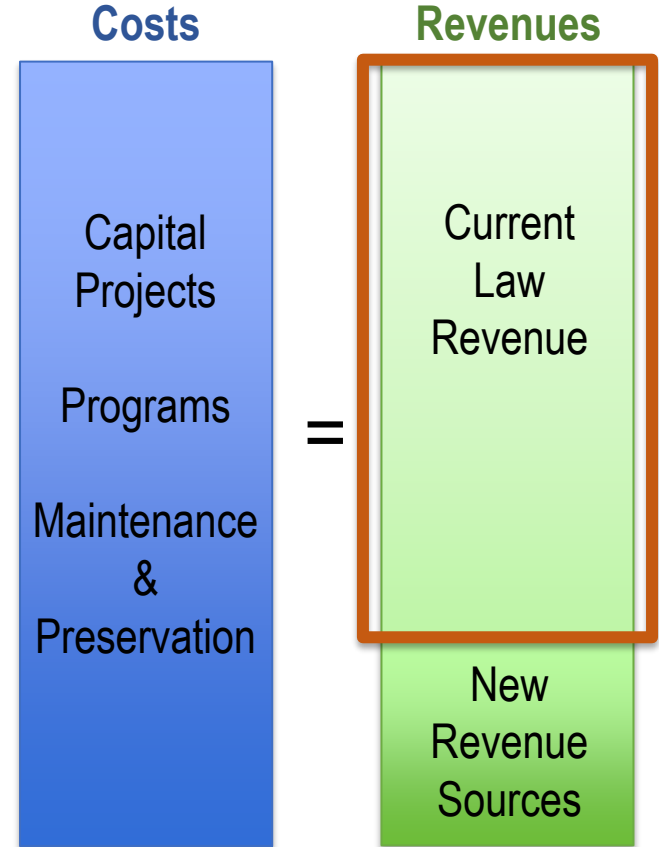 Costs
Revenues
Capital
Projects
Programs
Maintenance
&
Preservation
=
Current
Law
Revenue
New
Revenue
Sources